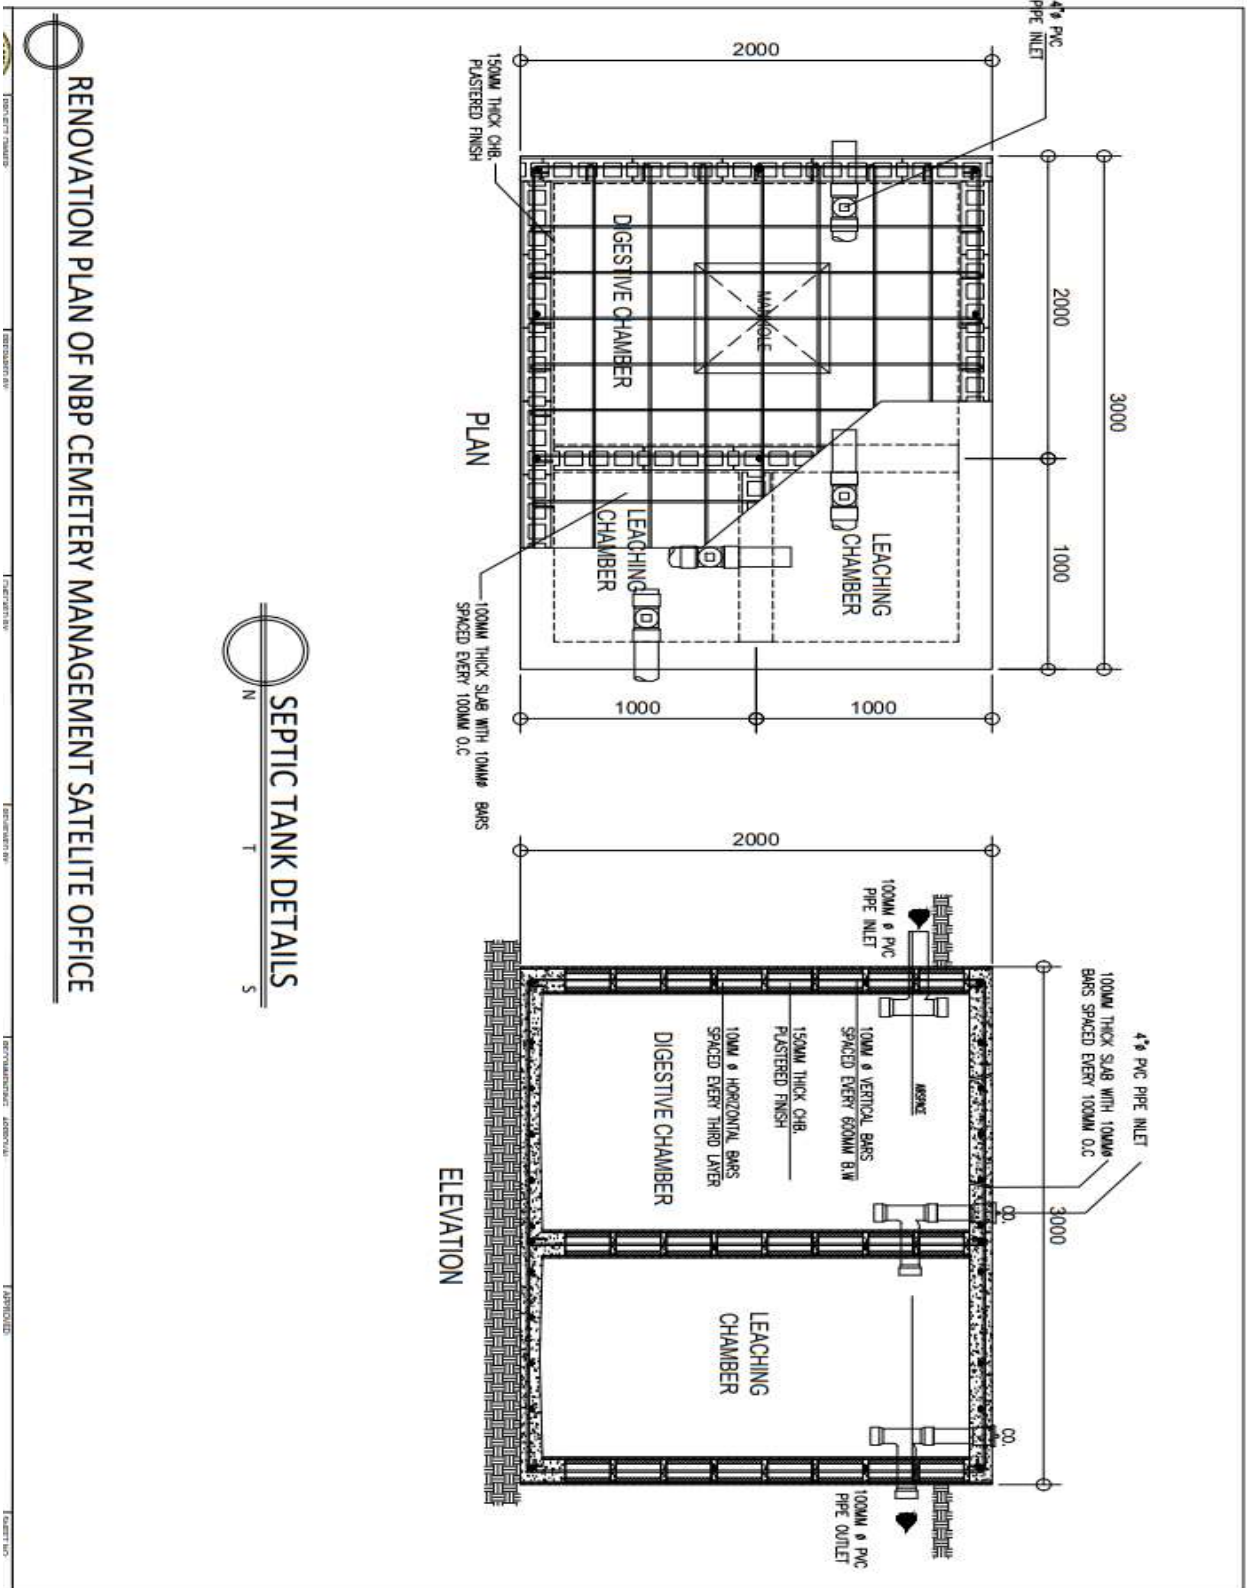 4"ø PVC
PIPE INLET
2000
2000
3000
1000
150MM THICK CHB.
PLASTERED FINISH
DIGESTIVE CHAMBER
MANHOLE
LEACHING
CHAMBER
LEACHING
CHAMBER
1000
1000
100MM THICK SLAB WITH 10MMø BARS
SPACED EVERY 100MM O.C
PLAN
4"ø PVC PIPE INLET
100MM THICK SLAB WITH 10MMø
BARS SPACED EVERY 100MM O.C
3000
CO.
CO.
2000
100MM ø PVC
PIPE INLET
AIRSPACE
10MM ø VERTICAL BARS
SPACED EVERY 600MM B.W
150MM THICK CHB.
PLASTERED FINISH
10MM ø HORIZONTAL BARS
SPACED EVERY THIRD LAYER
DIGESTIVE CHAMBER
LEACHING
CHAMBER
100MM ø PVC
PIPE OUTLET
ELEVATION
SEPTIC TANK DETAILS
N T S
RENOVATION PLAN OF NBP CEMETERY MANAGEMENT SATELITE OFFICE